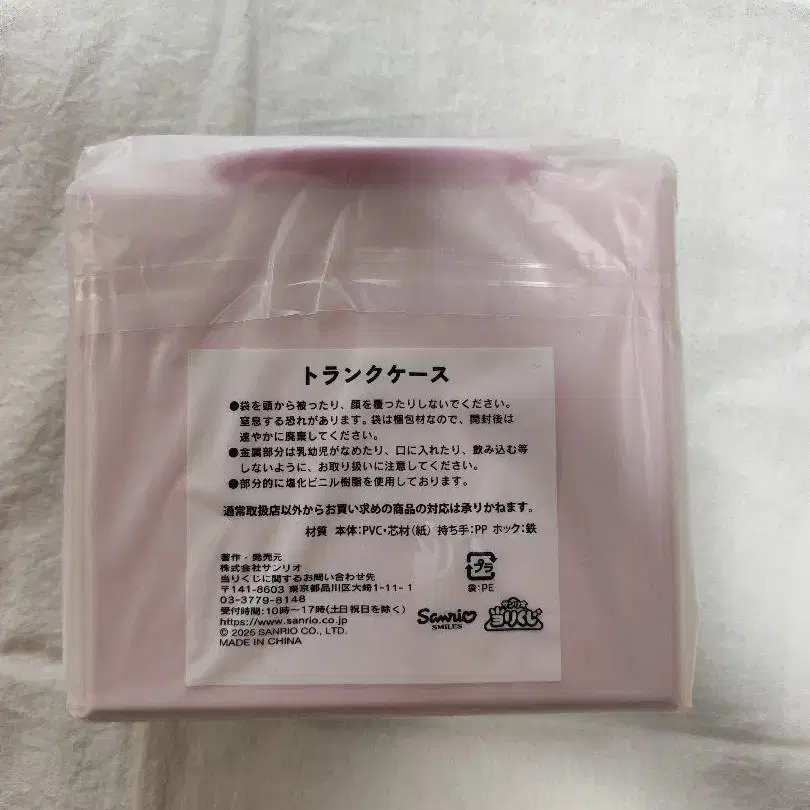 トランクケース
●袋を頭から被ったり、顔を覆ったりしないでください。
窒息する恐れがあります。袋は梱包材なので、開封後は
速やかに廃棄してください。
●金属部分は乳幼児がなめたり、口に入れたり、飲み込む等
しないように、お取り扱いに注意してください。
●部分的に塩化ビニル樹脂を使用しております。
通常取扱店以外からお買い求めの商品の対応は承りかねます。
材質 本体:PVC・芯材(紙) 持ち手:PP ホック:鉄
著作・発売元
株式会社サンリオ
当りくじに関するお問い合わせ先
〒141-8603 東京都品川区大崎1-11-1
03-3779-8148
受付時間:10時〜17時(土日祝日を除く)
https://www.sanrio.co.jp
© 2025 SANRIO CO., LTD.
MADE IN CHINA
プラ
袋:PE
Sanrio
SMILES
サンリオ
当りくじ